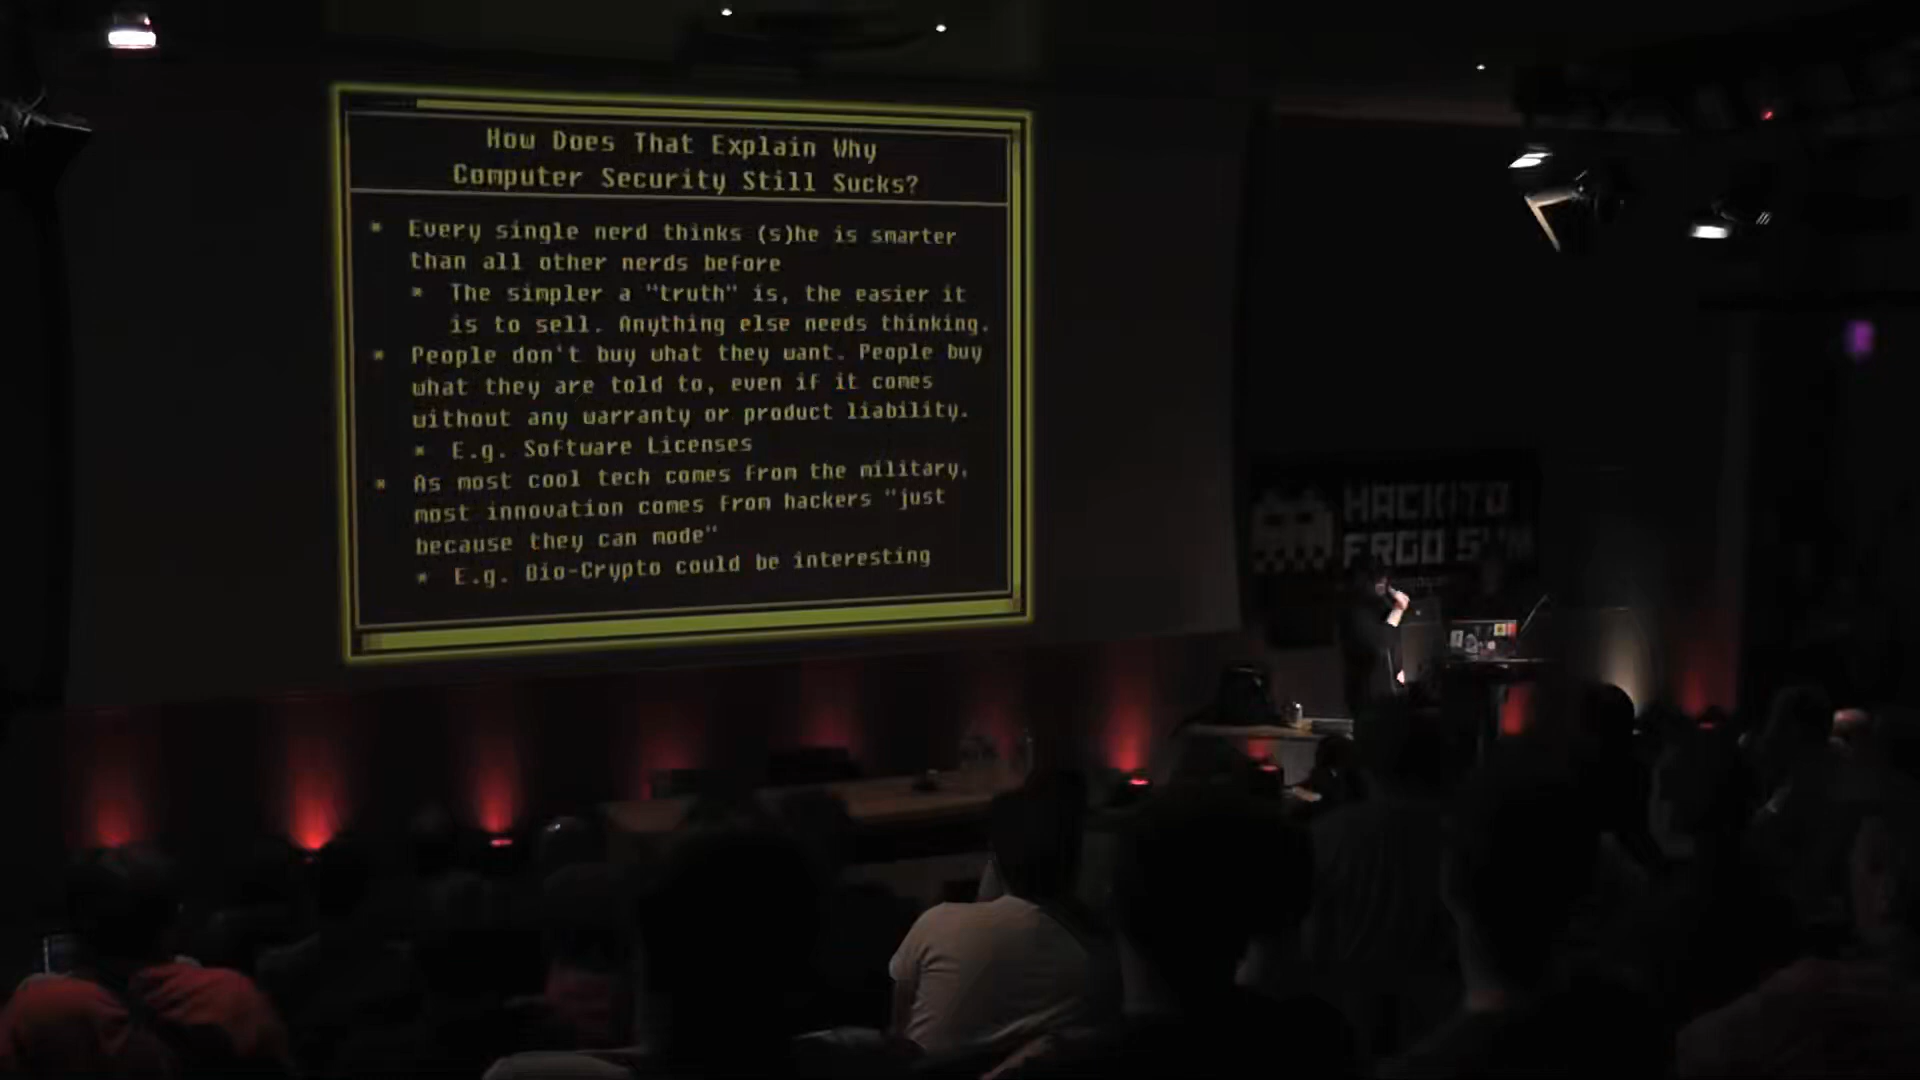 How Does That Explain Why
Computer Security Still Sucks?
* Every single nerd thinks (s)he is smarter
than all other nerds before
* The simpler a "truth" is, the easier it
is to sell. Anything else needs thinking.
* People don't buy what they want. People buy
what they are told to, even if it comes
without any warranty or product liability.
* E.g. Software Licenses
* As most cool tech comes from the military,
most innovation comes from hackers "just
because they can mode"
* E.g. Bio-Crypto could be interesting
HACKITO
ERGO SUM